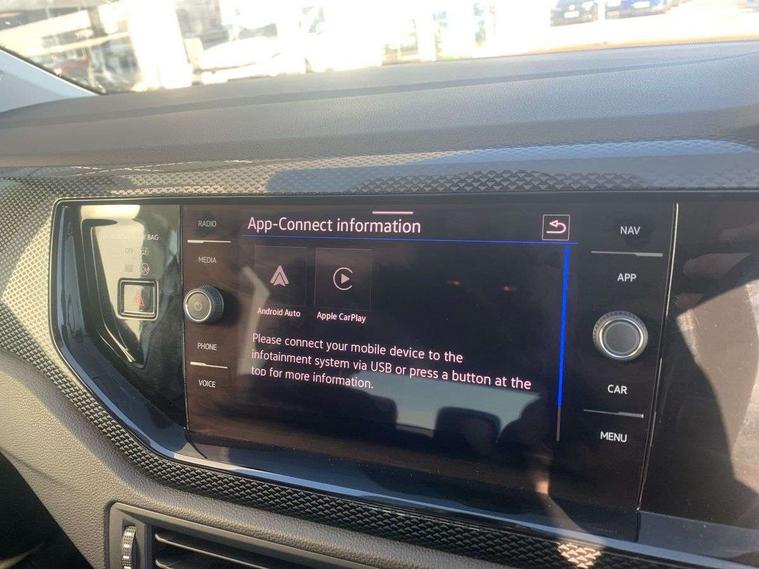 BAG
RADIO
MEDIA
PHONE
VOICE
App-Connect information
Android Auto
Apple CarPlay
Please connect your mobile device to the
infotainment system via USB or press a button at the
top for more information.
NAV
APP
CAR
MENU